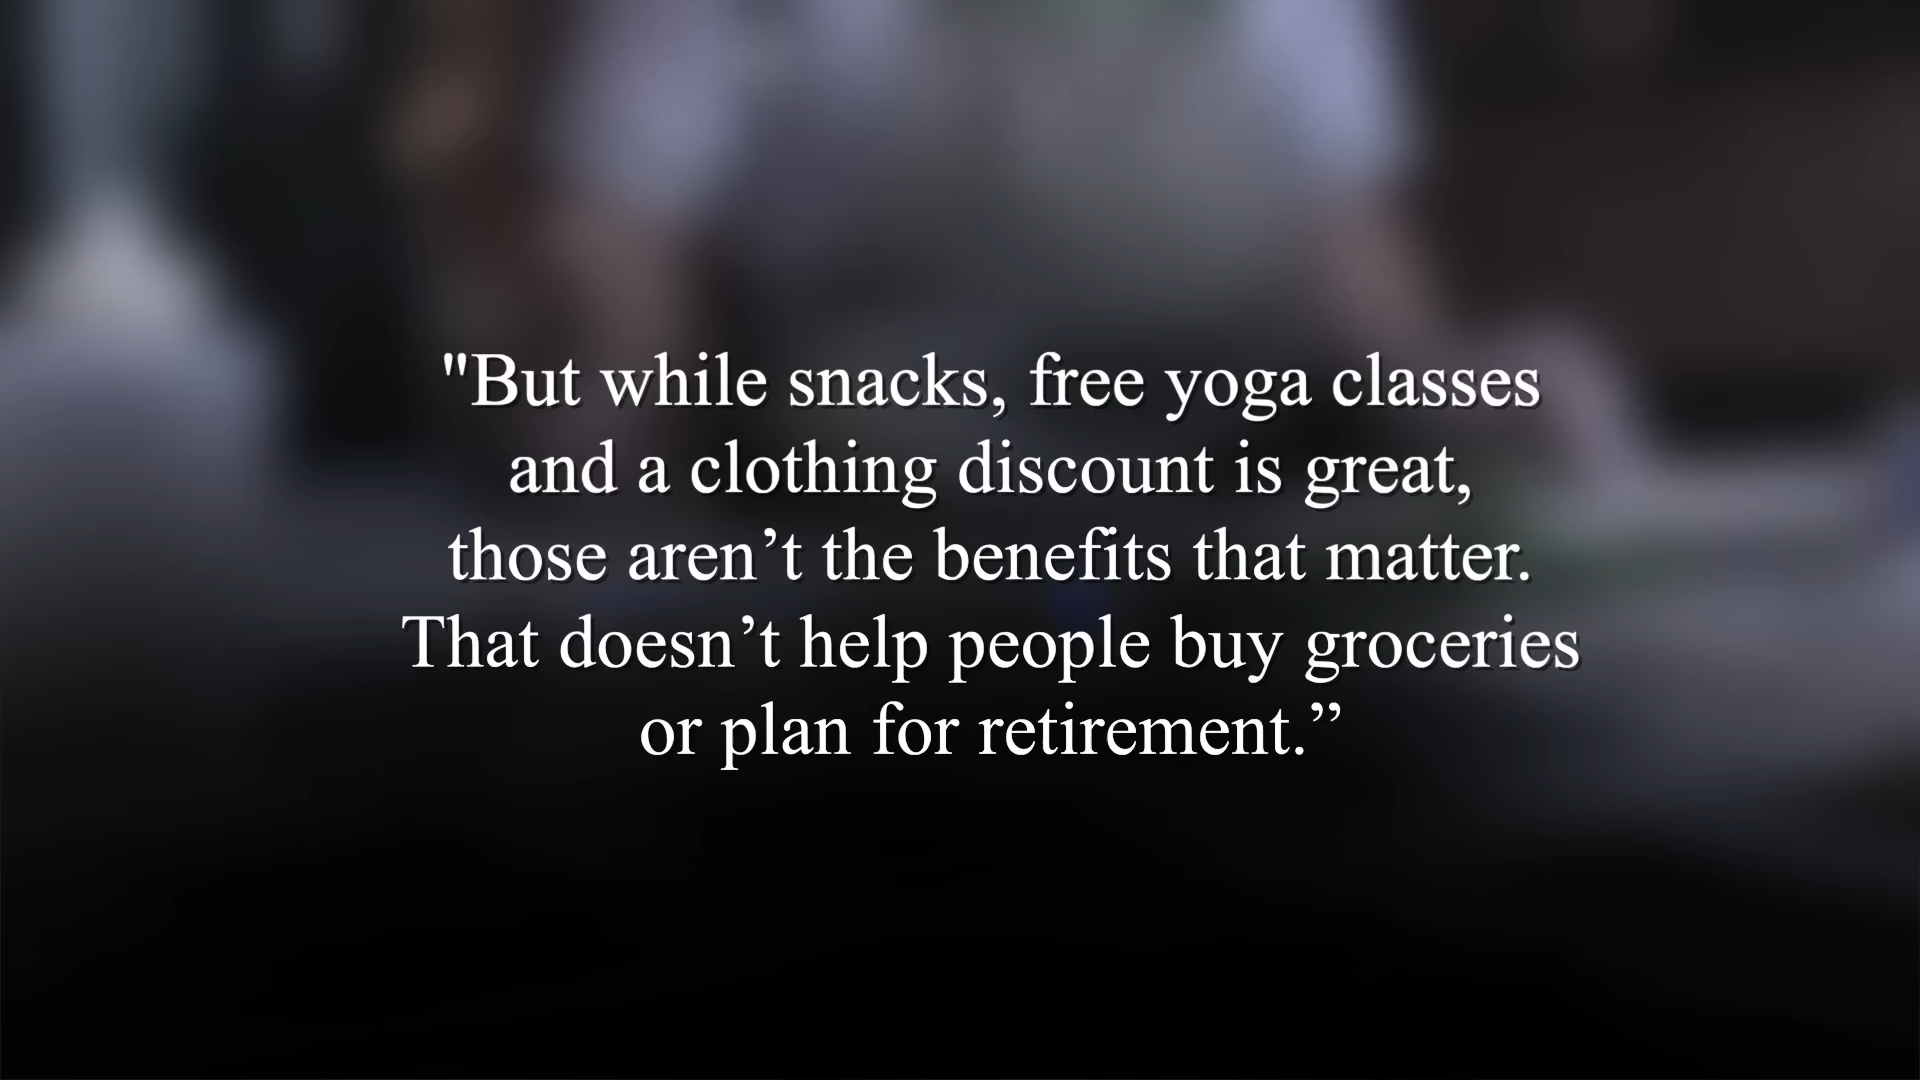 "But while snacks, free yoga classes
and a clothing discount is great,
those aren’t the benefits that matter.
That doesn’t help people buy groceries
or plan for retirement.”